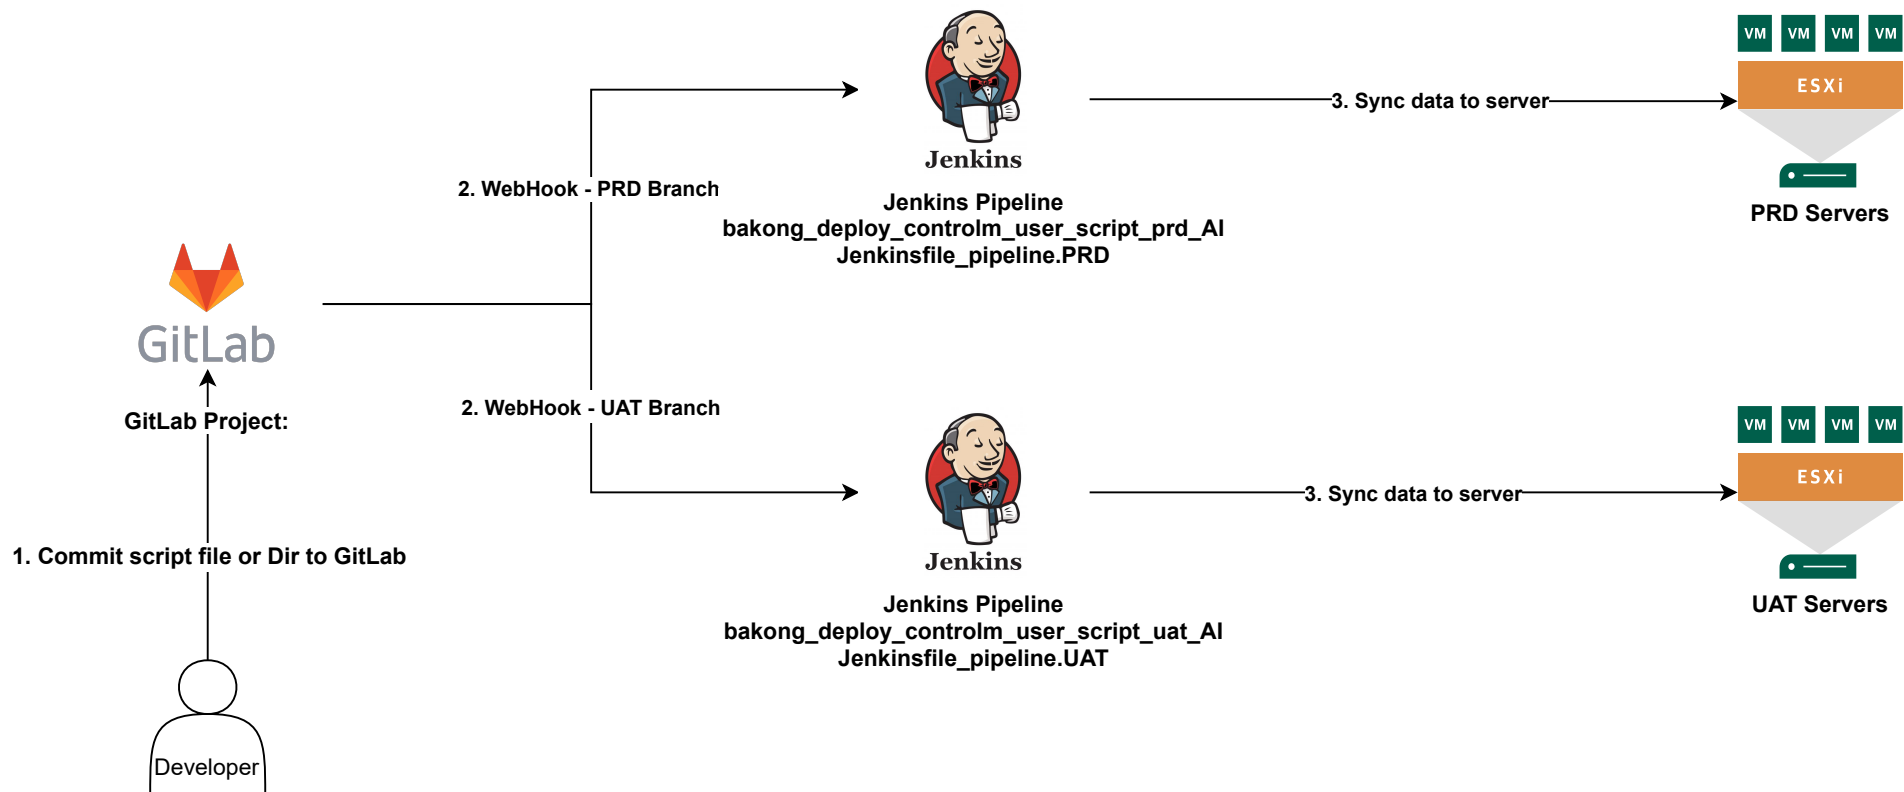 VM VM VM VM
ESXi
PRD Servers
3. Sync data to server
Jenkins
Jenkins Pipeline
bakong_deploy_controlm_user_script_prd_AI
Jenkinsfile_pipeline.PRD
2. WebHook - PRD Branch
GitLab
GitLab Project:
2. WebHook - UAT Branch
1. Commit script file or Dir to GitLab
Developer
Jenkins
Jenkins Pipeline
bakong_deploy_controlm_user_script_uat_AI
Jenkinsfile_pipeline.UAT
3. Sync data to server
VM VM VM VM
ESXi
UAT Servers